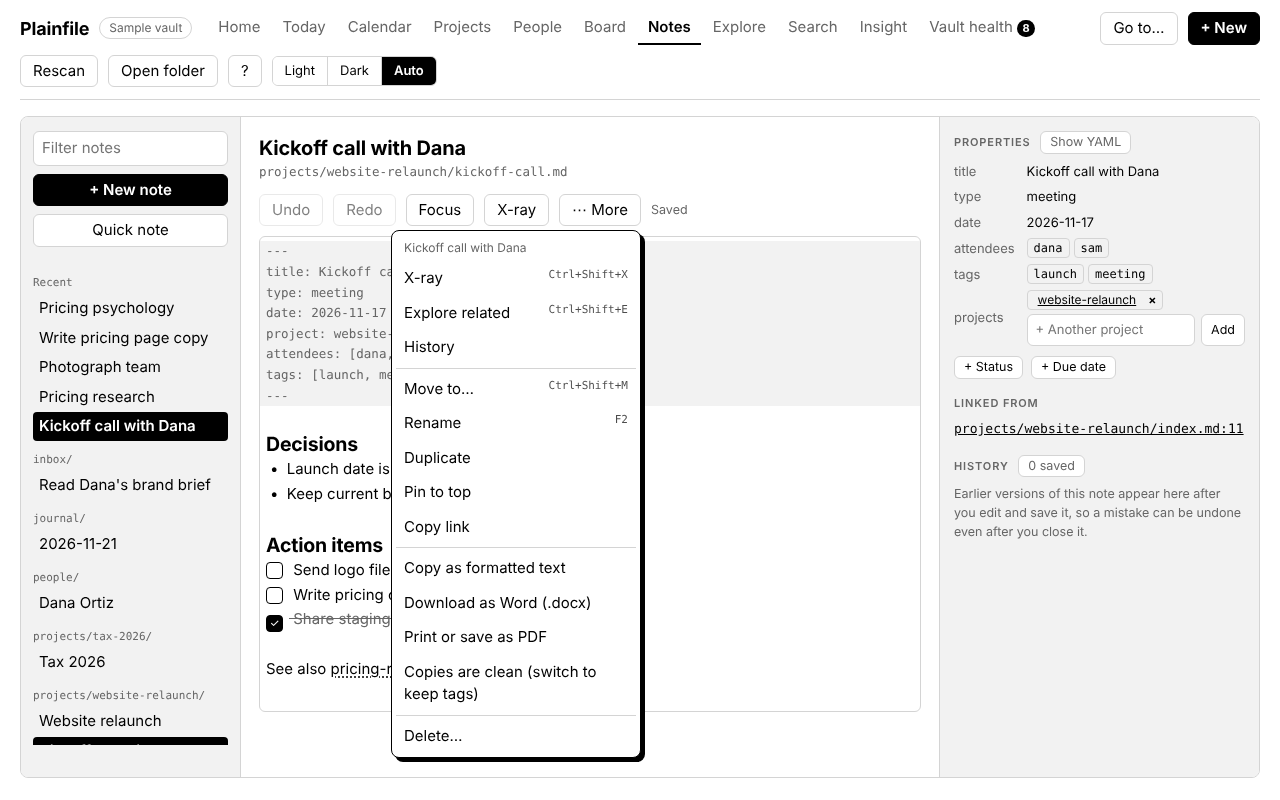 Plainfile Sample vault Home Today Calendar Projects People Board Notes Explore Search Insight Vault health 8 Go to... + New
Rescan Open folder ? Light Dark Auto
Filter notes
+ New note
Quick note
Recent
Pricing psychology
Write pricing page copy
Photograph team
Pricing research
Kickoff call with Dana
inbox/
Read Dana's brand brief
journal/
2026-11-21
people/
Dana Ortiz
projects/tax-2026/
Tax 2026
projects/website-relaunch/
Website relaunch
Kickoff call with Dana
projects/website-relaunch/kickoff-call.md
Undo Redo Focus X-ray ··· More Saved
---
title: Kickoff
type: meeting
date: 2026-11-17
project: website-
attendees: [dana,
tags: [launch,
---
Decisions
• Launch date is
• Keep current
Action items
Send logo
Write pricing
Share staging
See also
Kickoff call with Dana
X-ray Ctrl+Shift+X
Explore related Ctrl+Shift+E
History
Move to... Ctrl+Shift+M
Rename F2
Duplicate
Pin to top
Copy link
Copy as formatted text
Download as Word (.docx)
Print or save as PDF
Copies are clean (switch to
keep tags)
Delete...
PROPERTIES Show YAML
title Kickoff call with Dana
type meeting
date 2026-11-17
attendees dana sam
tags launch meeting
website-relaunch ×
projects + Another project Add
+ Status + Due date
LINKED FROM
projects/website-relaunch/index.md:11
HISTORY 0 saved
Earlier versions of this note appear here after
you edit and save it, so a mistake can be undone
even after you close it.